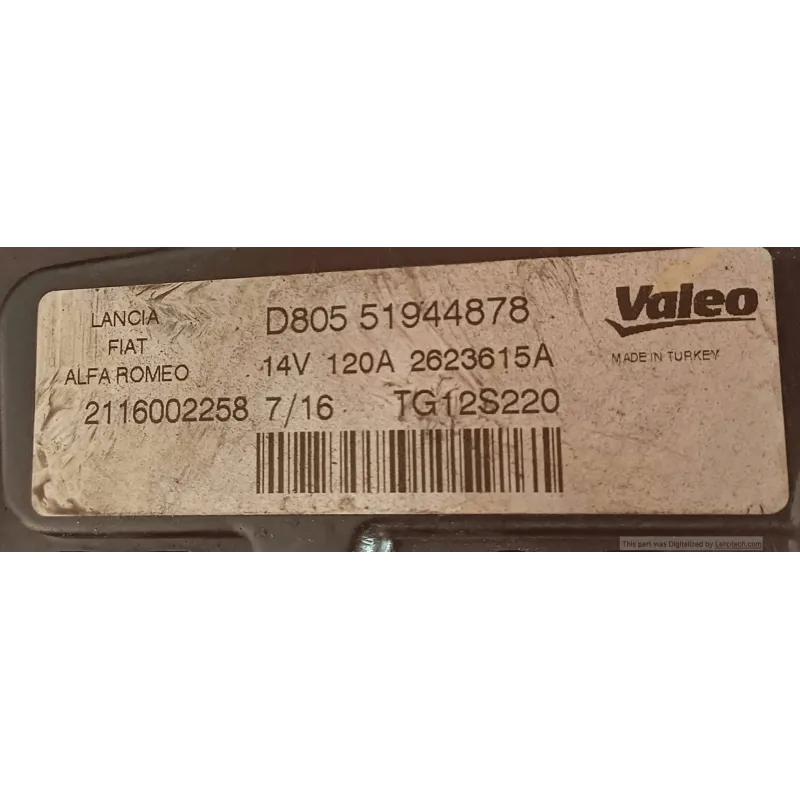 LANCIA
FIAT
ALFA ROMEO
D805 51944878
14V 120A 2623615A
2116002258 7/16 TG12S220
Valeo
MADE IN TURKEY
This part was Digitalized by Leirotech.com